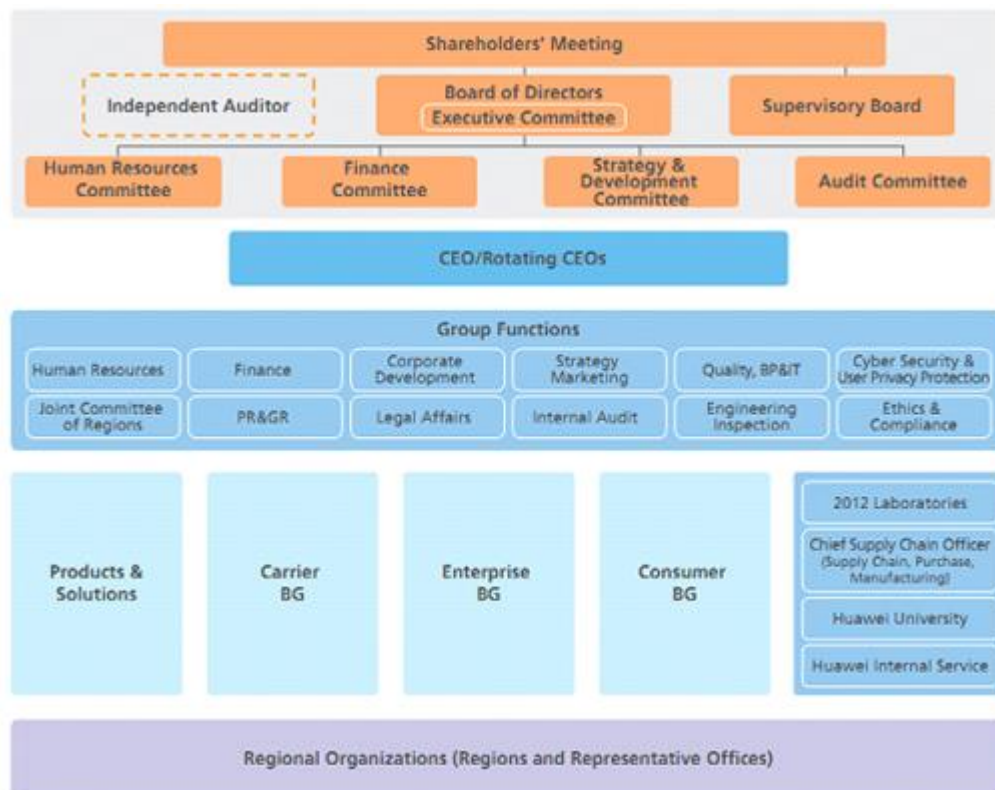 Shareholders' Meeting
Independent Auditor
Board of Directors
Executive Committee
Supervisory Board
Human Resources
Committee
Finance
Committee
Strategy &
Development
Committee
Audit Committee
CEO/Rotating CEOs
Group Functions
Human Resources
Finance
Corporate
Development
Strategy
Marketing
Quality, BP&IT
Cyber Security &
User Privacy Protection
Joint Committee
of Regions
PR&GR
Legal Affairs
Internal Audit
Engineering
Inspection
Ethics &
Compliance
Products &
Solutions
Carrier
BG
Enterprise
BG
Consumer
BG
2012 Laboratories
Chief Supply Chain Officer
(Supply Chain, Purchase,
Manufacturing)
Huawei University
Huawei Internal Service
Regional Organizations (Regions and Representative Offices)